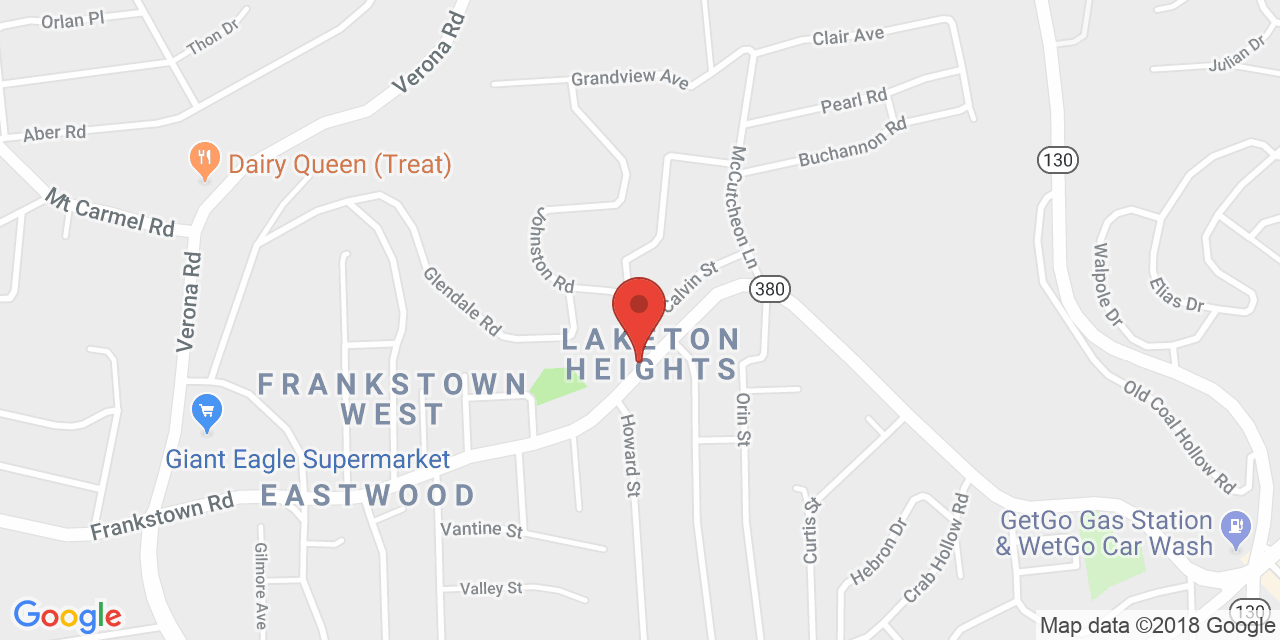 Orlan Pl
Thon Dr
Verona Rd
Clair Ave
Julian Dr
Grandview Ave
Pearl Rd
Aber Rd
Buchannon Rd
Dairy Queen (Treat)
130
Mt Carmel Rd
McCutcheon Ln
Johnston Rd
Verona Rd
Glendale Rd
Calvin St
380
Walpole Dr
Elias Dr
LAKETON
HEIGHTS
FRANKSTOWN
WEST
Old Coal Hollow Rd
Orin St
Howard St
Giant Eagle Supermarket
EASTWOOD
Frankstown Rd
Vantine St
Curtis St
Hebron Dr
Crab Hollow Rd
GetGo Gas Station
& WetGo Car Wash
Gilmore Ave
Valley St
130
Google
Map data ©2018 Google